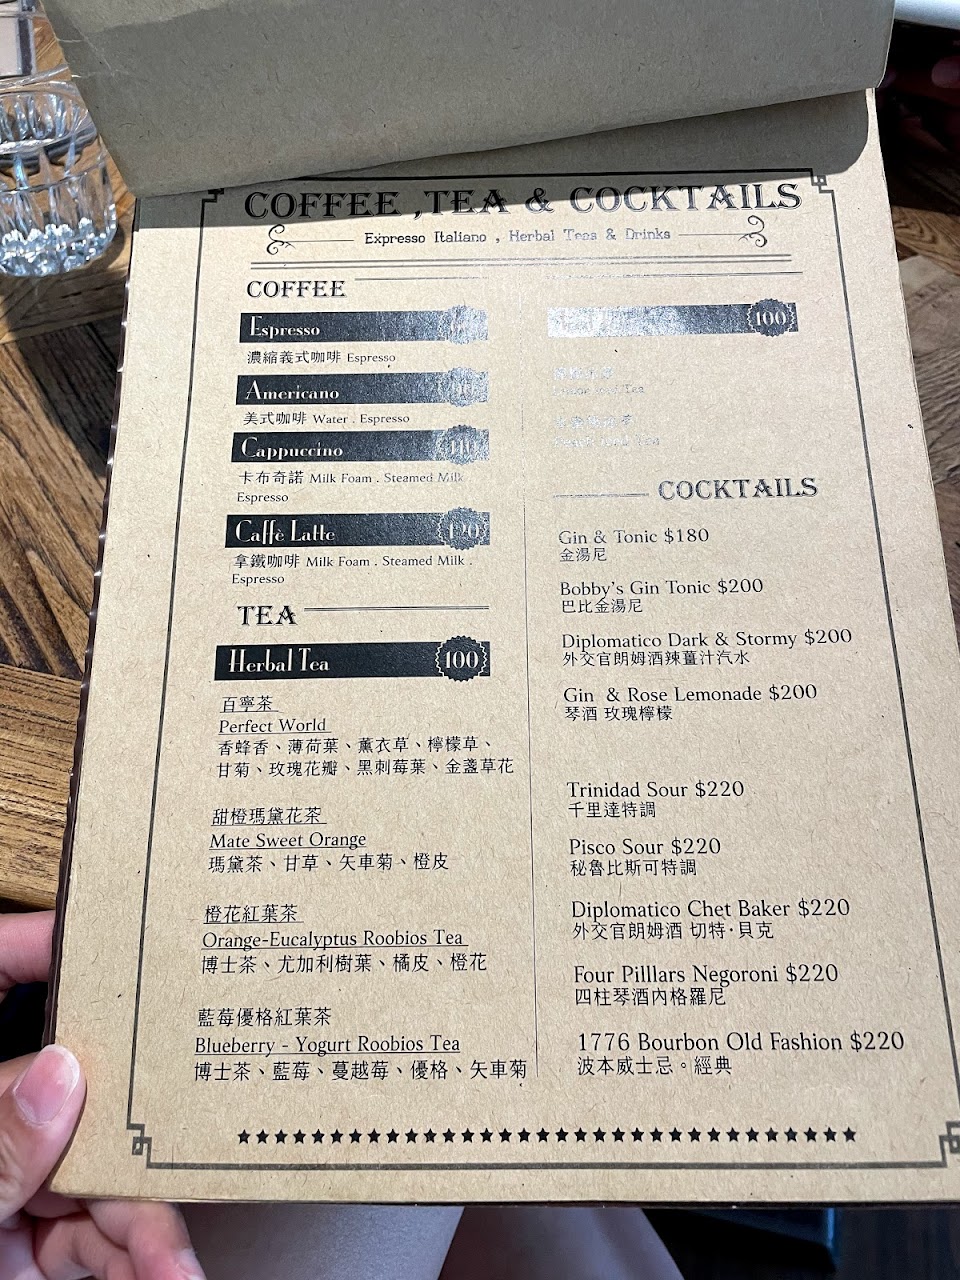 COFFEE ,TEA & COCKTAILS
Expresso Italiano , Herbal Teas & Drinks
COFFEE
Espresso
濃縮義式咖啡 Espresso
Americano
美式咖啡 Water . Espresso
Cappuccino
卡布奇諾 Milk Foam . Steamed Milk
Espresso
Caffè Latte 120
拿鐵咖啡 Milk Foam . Steamed Milk .
Espresso
TEA
Herbal Tea 100
百寧茶
Perfect World
香蜂香、薄荷葉、薰衣草、檸檬草、
甘菊、玫瑰花瓣、黑刺莓葉、金盞草花
甜橙瑪黛花茶
Mate Sweet Orange
瑪黛茶、甘草、矢車菊、橙皮
橙花紅葉茶
Orange-Eucalyptus Roobios Tea
博士茶、尤加利樹葉、橘皮、橙花
藍莓優格紅葉茶
Blueberry - Yogurt Roobios Tea
博士茶、藍莓、蔓越莓、優格、矢車菊
100
Tea
Tea
COCKTAILS
Gin & Tonic $180
金湯尼
Bobby's Gin Tonic $200
巴比金湯尼
Diplomatico Dark & Stormy $200
外交官朗姆酒辣薑汁汽水
Gin & Rose Lemonade $200
琴酒 玫瑰檸檬
Trinidad Sour $220
千里達特調
Pisco Sour $220
秘魯比斯可特調
Diplomatico Chet Baker $220
外交官朗姆酒 切特·貝克
Four Pilllars Negroni $220
四柱琴酒內格羅尼
1776 Bourbon Old Fashion $220
波本威士忌。經典